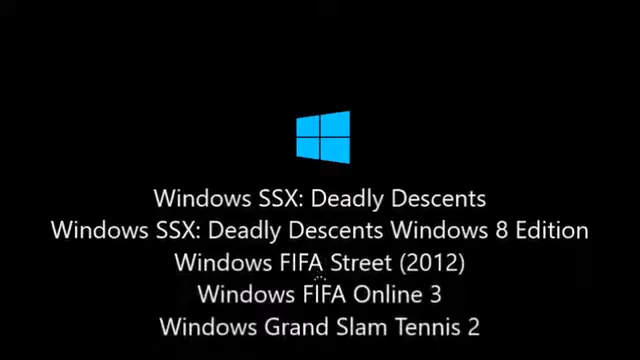 Windows SSX: Deadly Descents
Windows SSX: Deadly Descents Windows 8 Edition
Windows FIFA Street (2012)
Windows FIFA Online 3
Windows Grand Slam Tennis 2